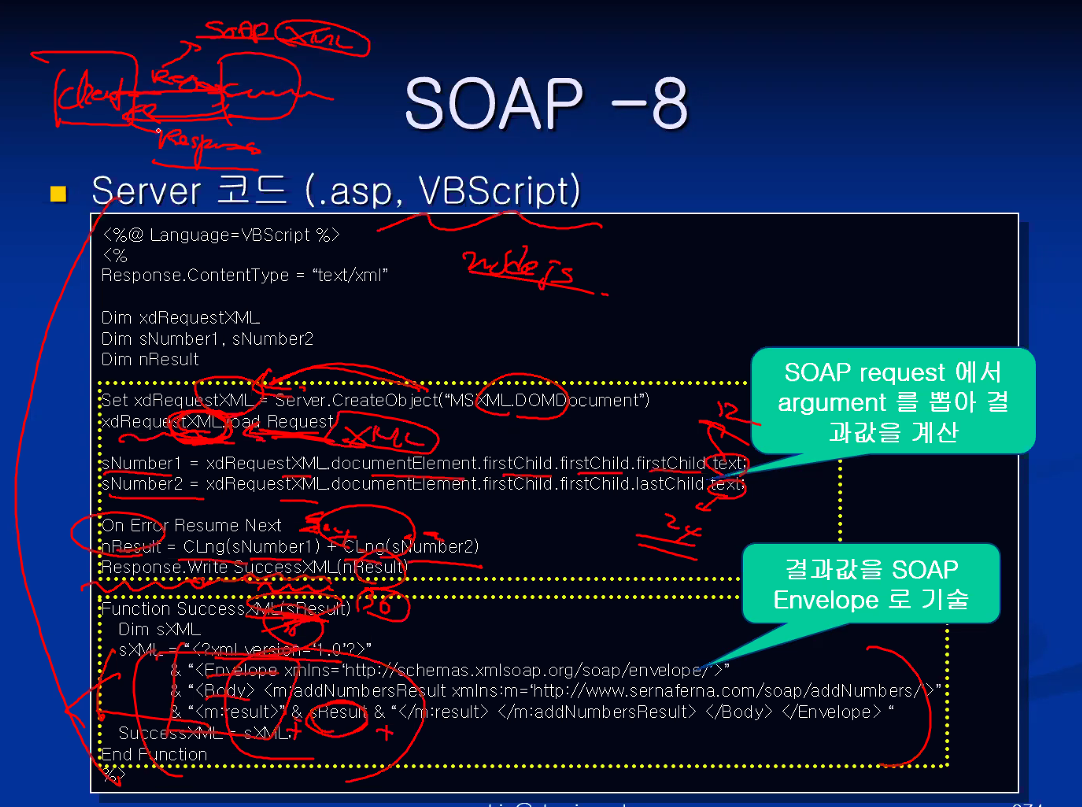 SOAP XML
client
Response
SOAP -8
Server 코드 (.asp, VBScript)
<%@ Language=VBScript %>
<%
Response.ContentType = “text/xml”
node.js
Dim xdRequestXML
Dim sNumber1, sNumber2
Dim nResult
Set xdRequestXML = Server.CreateObject(“MSXML.DOMDocument”)
xdRequestXML.load Request
XML
12
sNumber1 = xdRequestXML.documentElement.firstChild.firstChild.firstChild.text;
sNumber2 = xdRequestXML.documentElement.firstChild.firstChild.lastChild.text;
24
SOAP request 에서
argument 를 뽑아 결
과값을 계산
On Error Resume Next
nResult = CLng(sNumber1) + CLng(sNumber2)
Response.Write SuccessXML(nResult)
36
Function SuccessXML(sResult)
Dim sXML
sXML = “<?xml version=‘1.0’?>”
& “<Envelope xmlns=‘http://schemas.xmlsoap.org/soap/envelope/’>”
& “<Body> <m:addNumbersResult xmlns:m=‘http://www.sernaferna.com/soap/addNumbers/’>”
& “<m:result>” & sResult & “</m:result> </m:addNumbersResult> </Body> </Envelope> “
SuccessXML = sXML;
End Function
%>
결과값을 SOAP
Envelope 로 기술